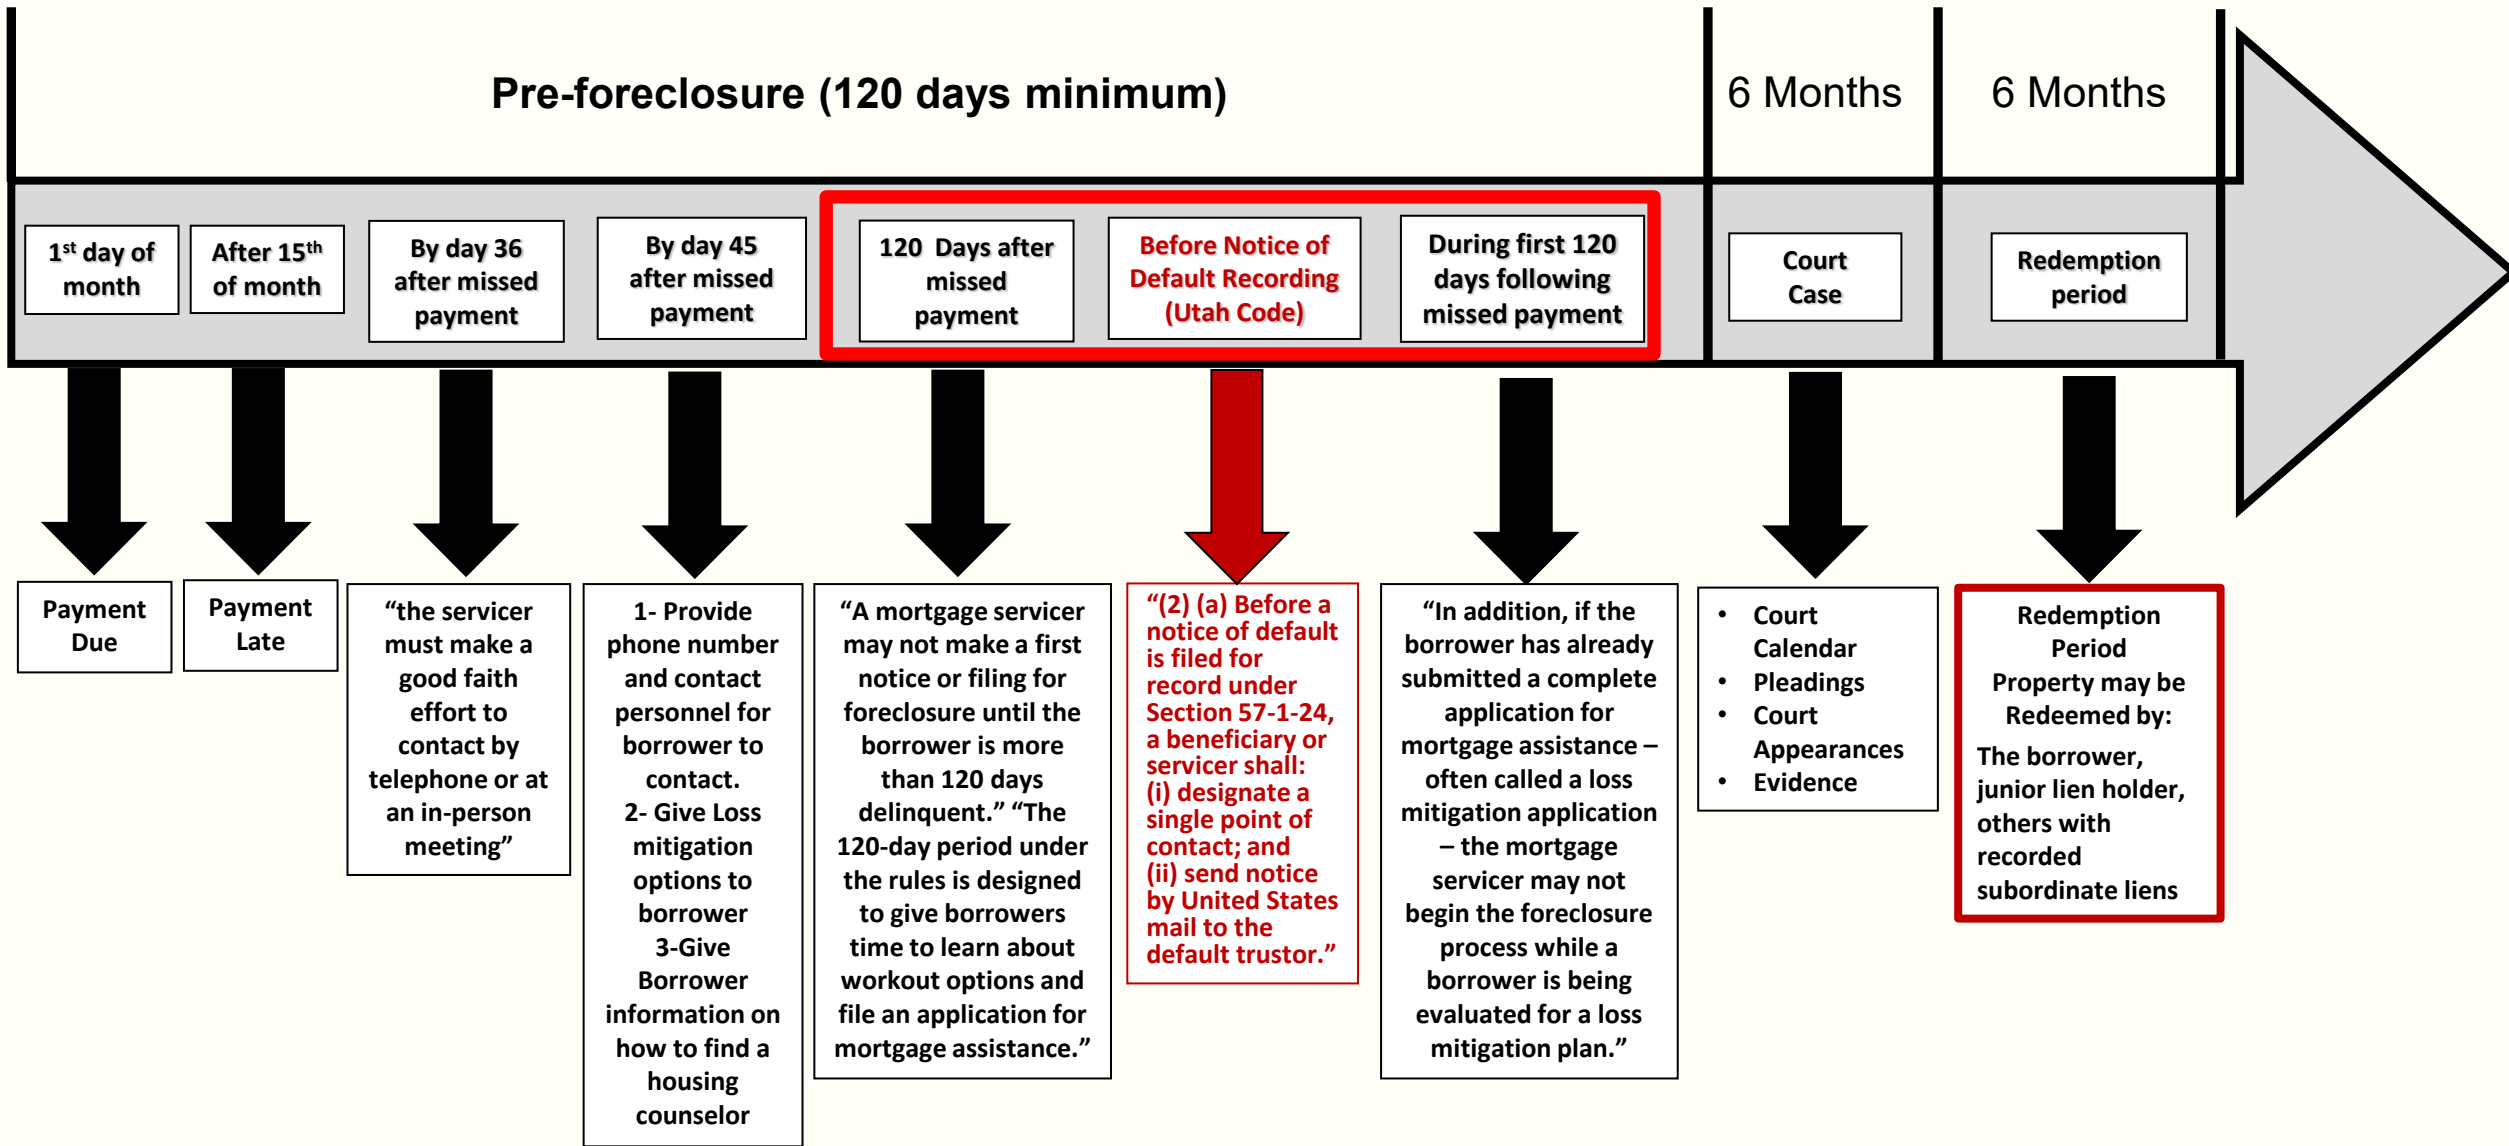 Pre-foreclosure (120 days minimum)
6 Months
6 Months
1st day of
month
After 15th
of month
By day 36
after missed
payment
By day 45
after missed
payment
120 Days after
missed
payment
Before Notice of
Default Recording
(Utah Code)
During first 120
days following
missed payment
Court
Case
Redemption
period
Payment
Due
Payment
Late
“the servicer
must make a
good faith
effort to
contact by
telephone or at
an in-person
meeting”
1- Provide
phone number
and contact
personnel for
borrower to
contact.
2- Give Loss
mitigation
options to
borrower
3-Give
Borrower
information on
how to find a
housing
counselor
“A mortgage servicer
may not make a first
notice or filing for
foreclosure until the
borrower is more
than 120 days
delinquent.” “The
120-day period under
the rules is designed
to give borrowers
time to learn about
workout options and
file an application for
mortgage assistance.”
“(2) (a) Before a
notice of default
is filed for
record under
Section 57-1-24,
a beneficiary or
servicer shall:
(i) designate a
single point of
contact; and
(ii) send notice
by United States
mail to the
default trustor.”
“In addition, if the
borrower has already
submitted a complete
application for
mortgage assistance –
often called a loss
mitigation application
– the mortgage
servicer may not
begin the foreclosure
process while a
borrower is being
evaluated for a loss
mitigation plan.”
• Court
Calendar
• Pleadings
• Court
Appearances
• Evidence
Redemption
Period
Property may be
Redeemed by:
The borrower,
junior lien holder,
others with
recorded
subordinate liens